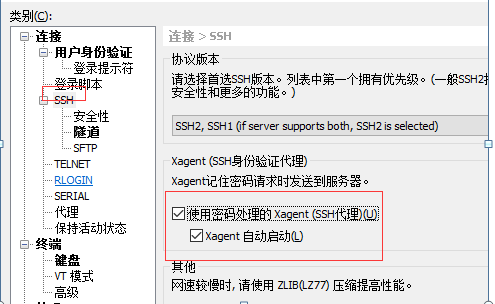 类别(C):
连接
用户身份验证
登录提示符
登录脚本
SSH
安全性
隧道
SFTP
TELNET
RLOGIN
SERIAL
代理
保持活动状态
终端
键盘
VT 模式
高级
连接 > SSH
协议版本
请选择首选SSH版本。列表中第一个拥有优先级。(一般SSH2
安全性和更多的功能。)
SSH2, SSH1 (if server supports both, SSH2 is selected)
Xagent (SSH身份验证代理)
Xagent记住密码请求时发送到服务器。
使用密码处理的 Xagent (SSH代理)(U)
Xagent 自动启动(L)
其他
网速较慢时, 请使用 ZLIB(LZ77) 压缩提高性能。